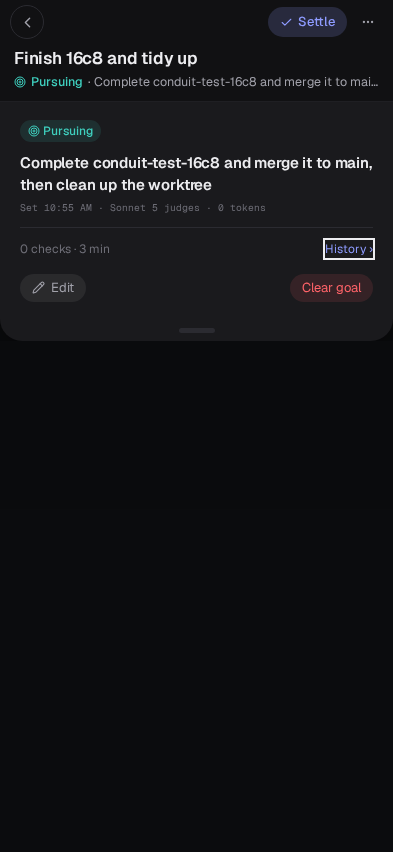 Settle
Finish 16c8 and tidy up
Pursuing · Complete conduit-test-16c8 and merge it to mai…
Pursuing
Complete conduit-test-16c8 and merge it to main,
then clean up the worktree
Set 10:55 AM · Sonnet 5 judges · 0 tokens
0 checks · 3 min
History ›
Edit
Clear goal